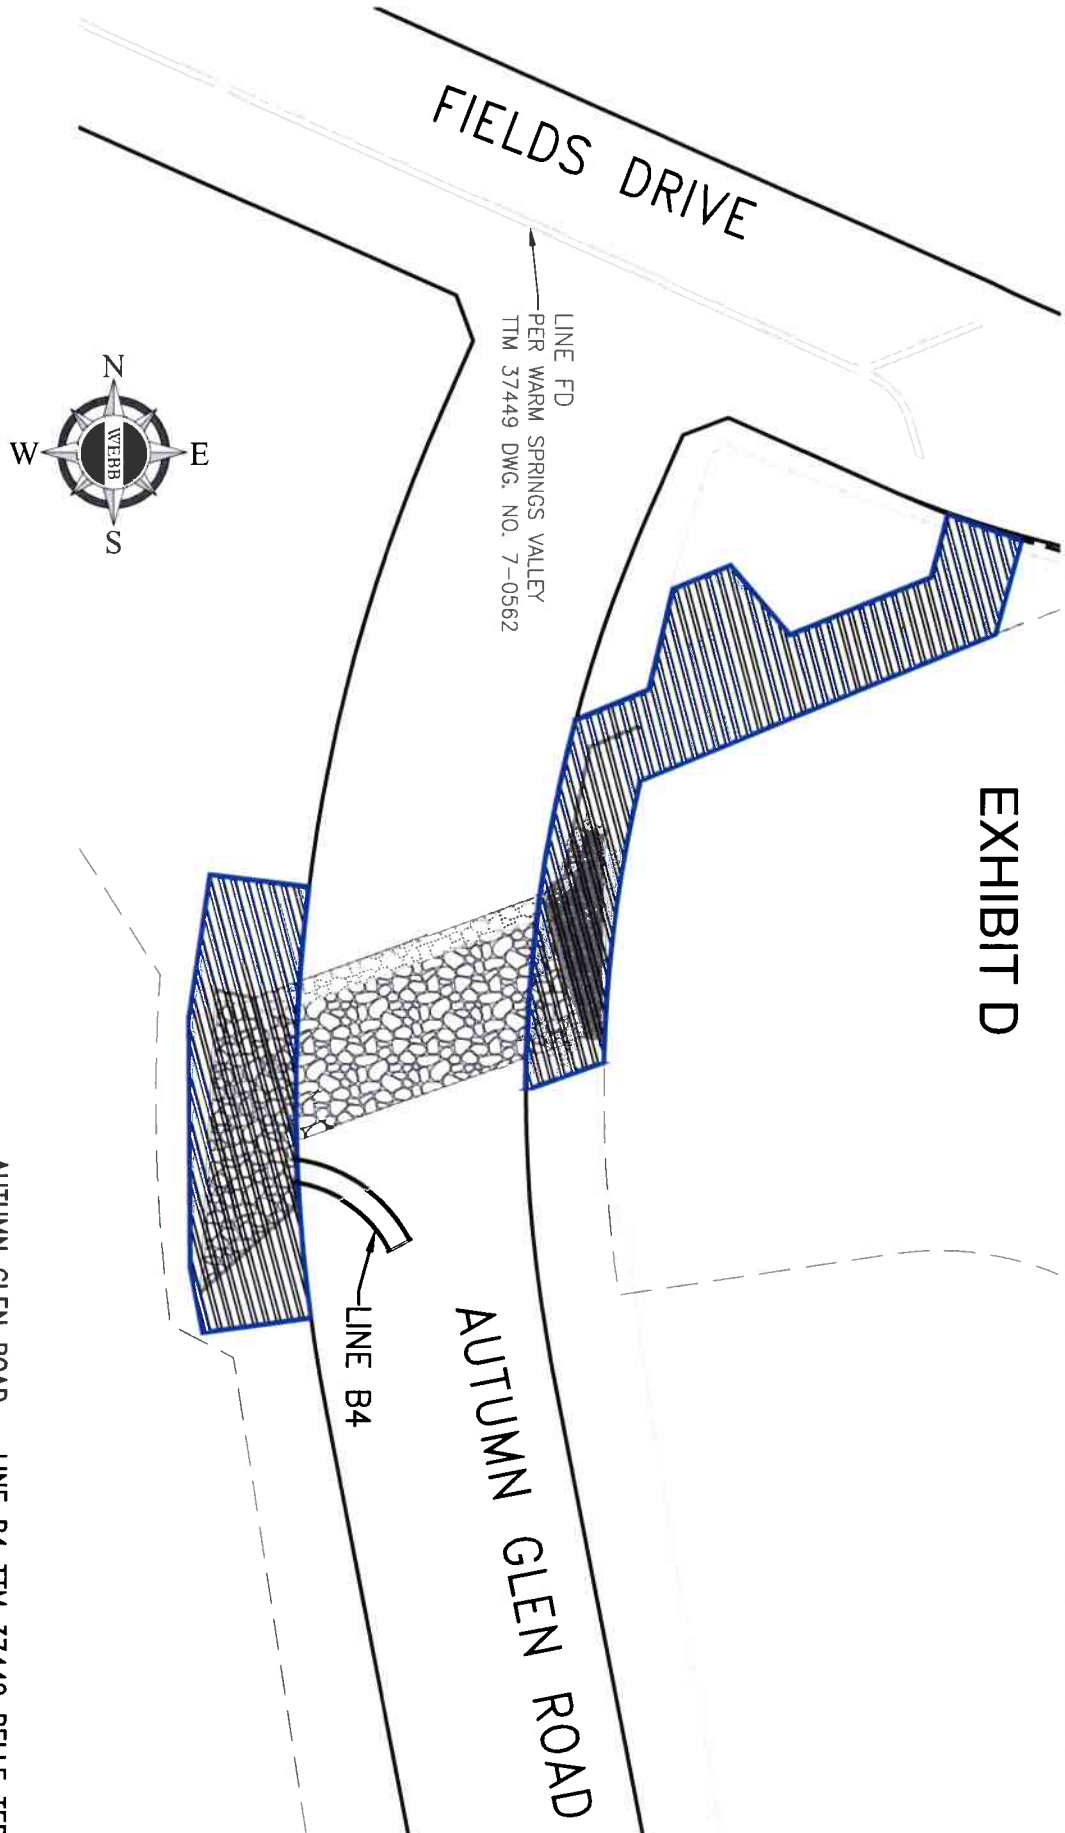 EXHIBIT D
FIELDS DRIVE
LINE FD
PER WARM SPRINGS VALLEY
TTM 37449 DWG. NO. 7-0562
AUTUMN GLEN ROAD
LINE B4
N
W
WEBB
E
S